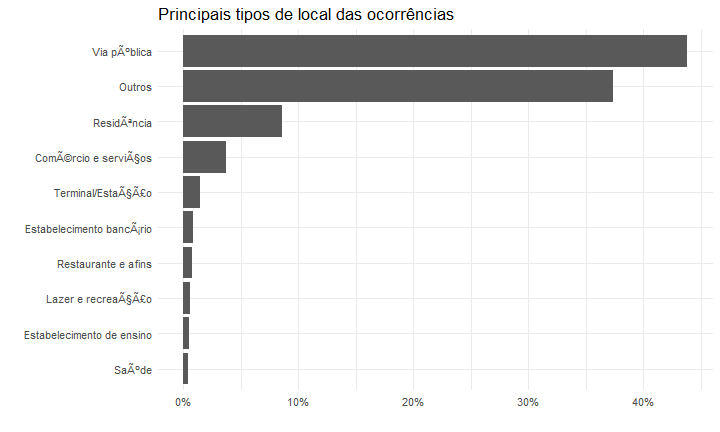 Principais tipos de local das ocorrências
Via pÃºblica
Outros
ResidÃªncia
ComÃ©rcio e serviÃ§os
Terminal/EstaÃ§Ã£o
Estabelecimento bancÃ¡rio
Restaurante e afins
Lazer e recreaÃ§Ã£o
Estabelecimento de ensino
SaÃºde
0% 10% 20% 30% 40%